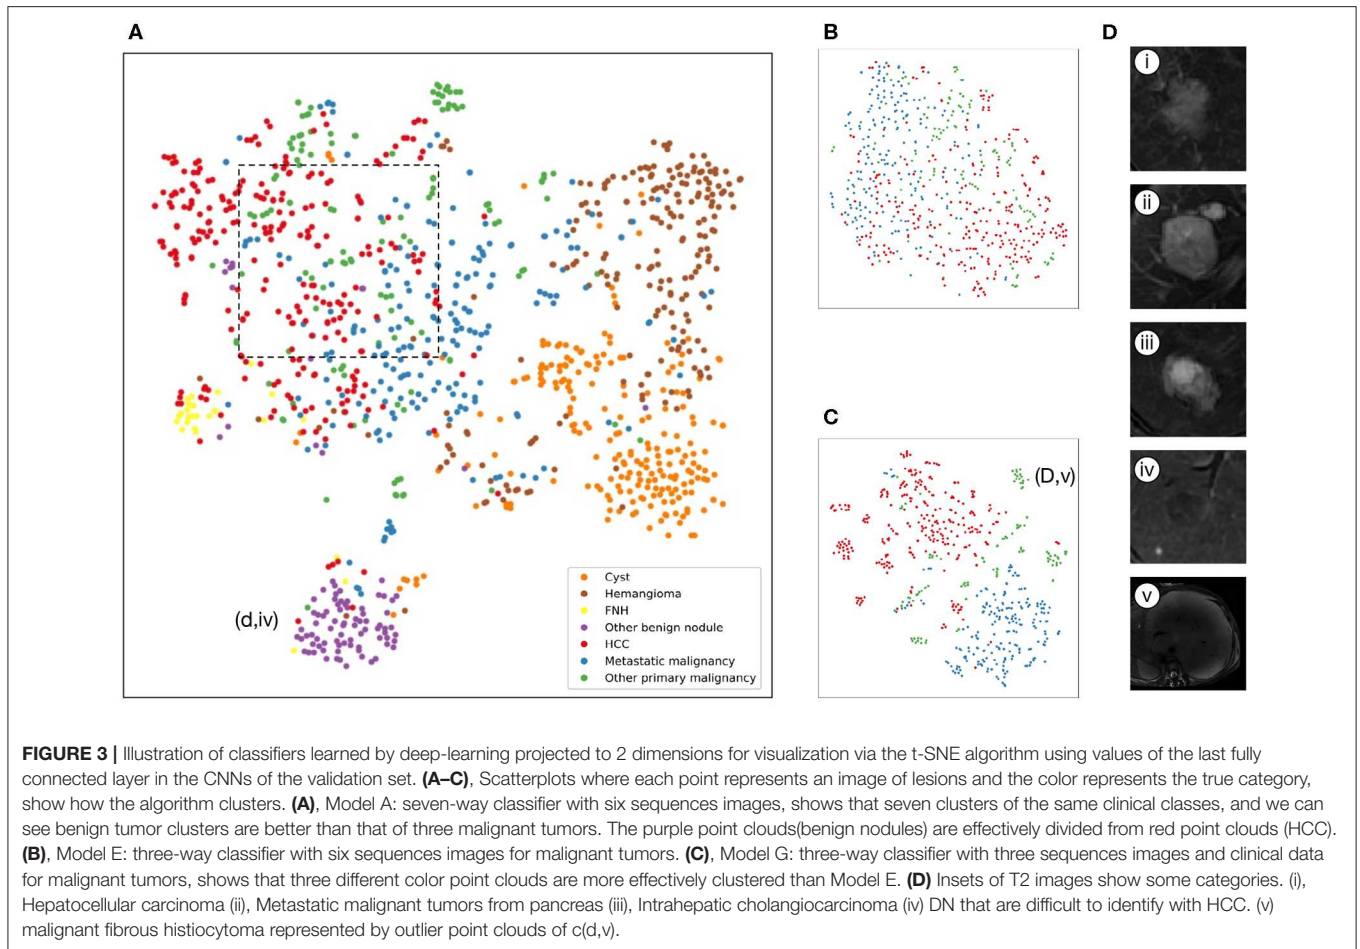 A
B
D
i
ii
iii
C
(D,v)
iv
v
(d,iv)
Cyst
Hemangioma
FNH
Other benign nodule
HCC
Metastatic malignancy
Other primary malignancy
FIGURE 3 | Illustration of classifiers learned by deep-learning projected to 2 dimensions for visualization via the t-SNE algorithm using values of the last fully
connected layer in the CNNs of the validation set. (A–C), Scatterplots where each point represents an image of lesions and the color represents the true category,
show how the algorithm clusters. (A), Model A: seven-way classifier with six sequences images, shows that seven clusters of the same clinical classes, and we can
see benign tumor clusters are better than that of three malignant tumors. The purple point clouds(benign nodules) are effectively divided from red point clouds (HCC).
(B), Model E: three-way classifier with six sequences images for malignant tumors. (C), Model G: three-way classifier with three sequences images and clinical data
for malignant tumors, shows that three different color point clouds are more effectively clustered than Model E. (D) Insets of T2 images show some categories. (i),
Hepatocellular carcinoma (ii), Metastatic malignant tumors from pancreas (iii), Intrahepatic cholangiocarcinoma (iv) DN that are difficult to identify with HCC. (v)
malignant fibrous histiocytoma represented by outlier point clouds of c(d,v).